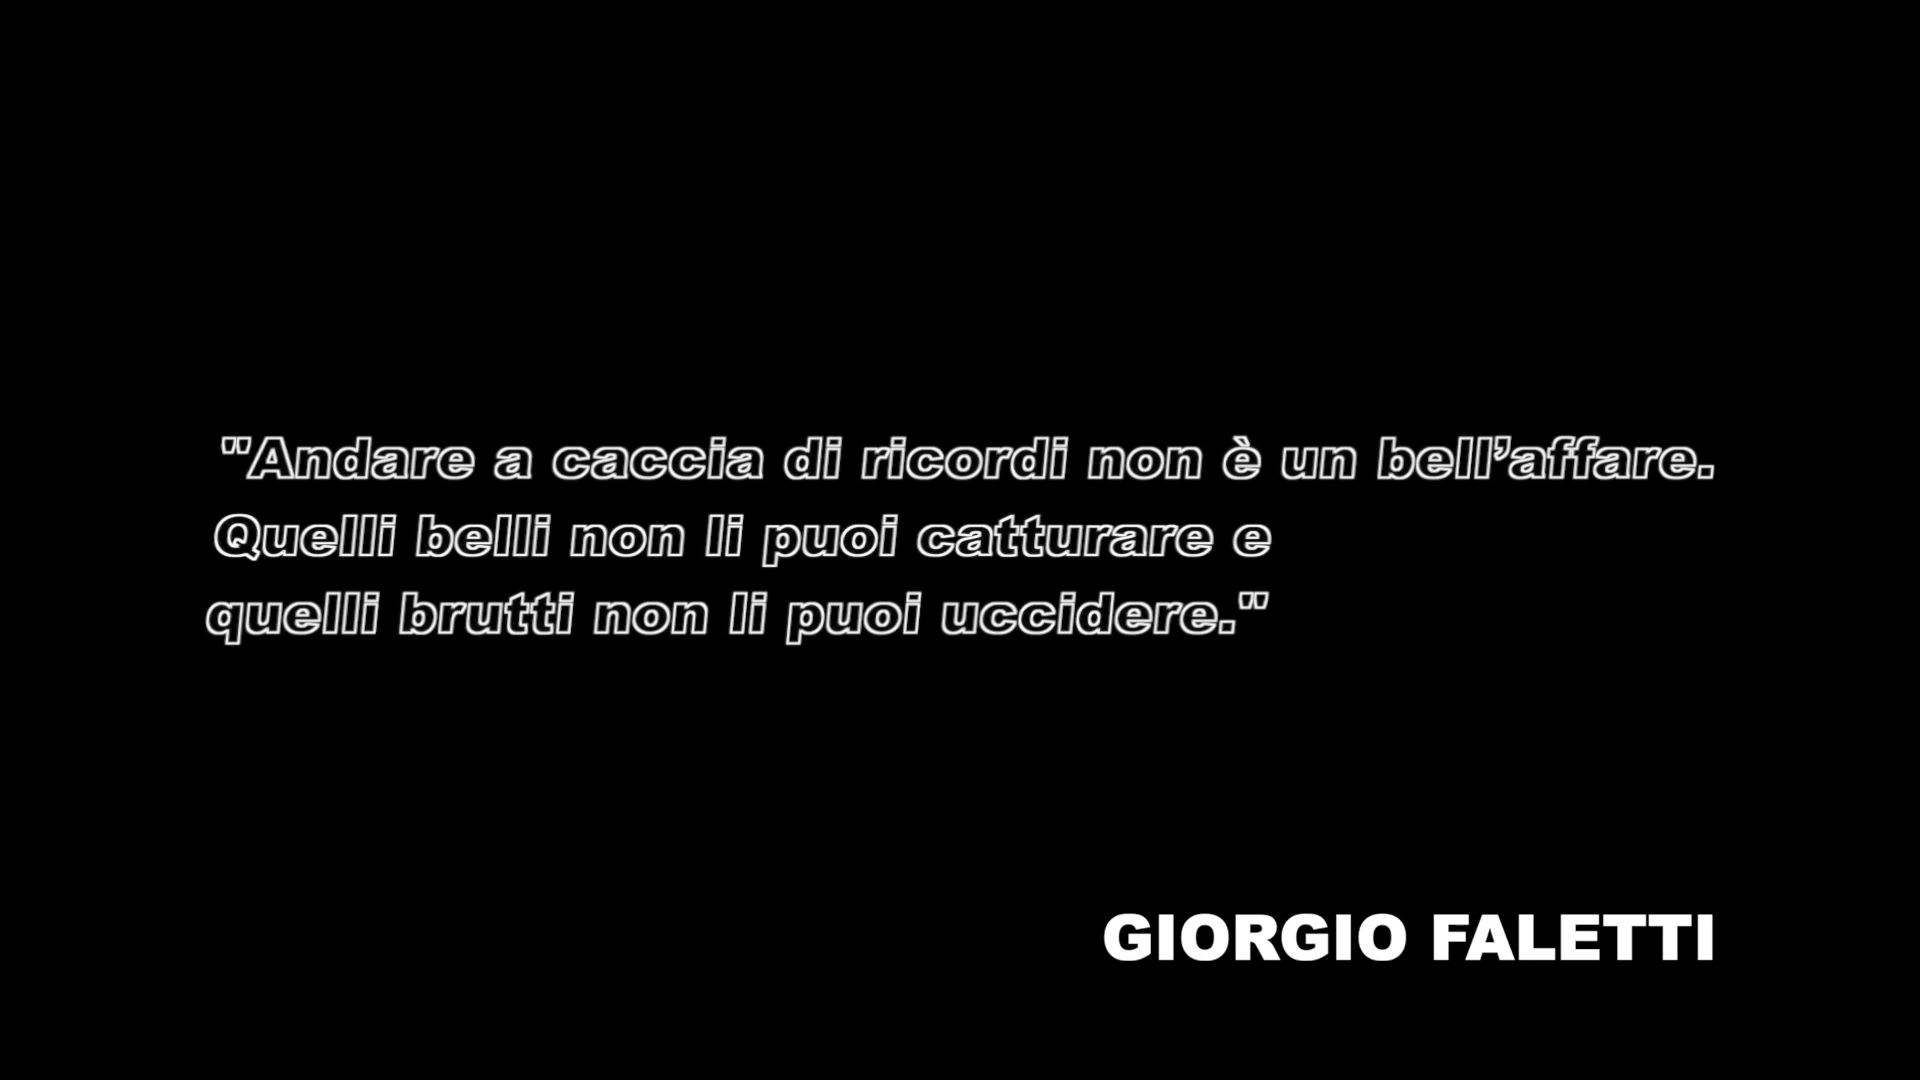 "Andare a caccia di ricordi non è un bell’affare.
Quelli belli non li puoi catturare e
quelli brutti non li puoi uccidere."
GIORGIO FALETTI